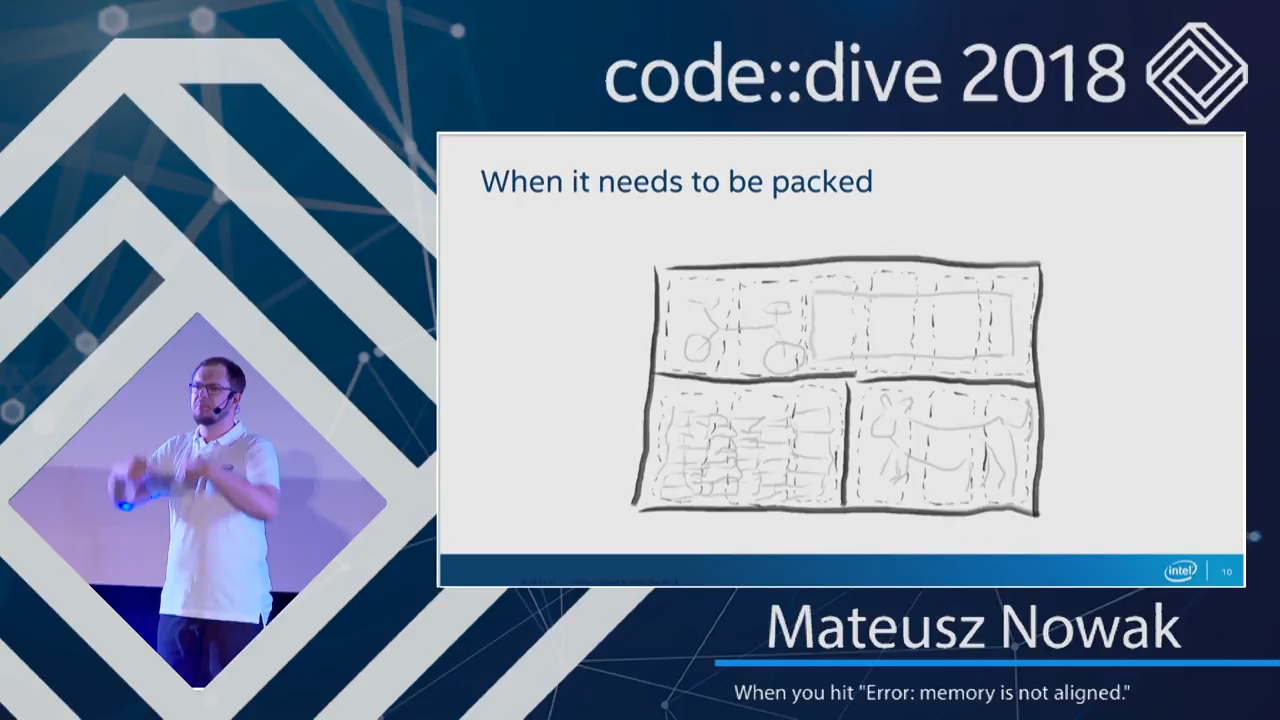 code::dive 2018
When it needs to be packed
intel
10
Mateusz Nowak
When you hit "Error: memory is not aligned."